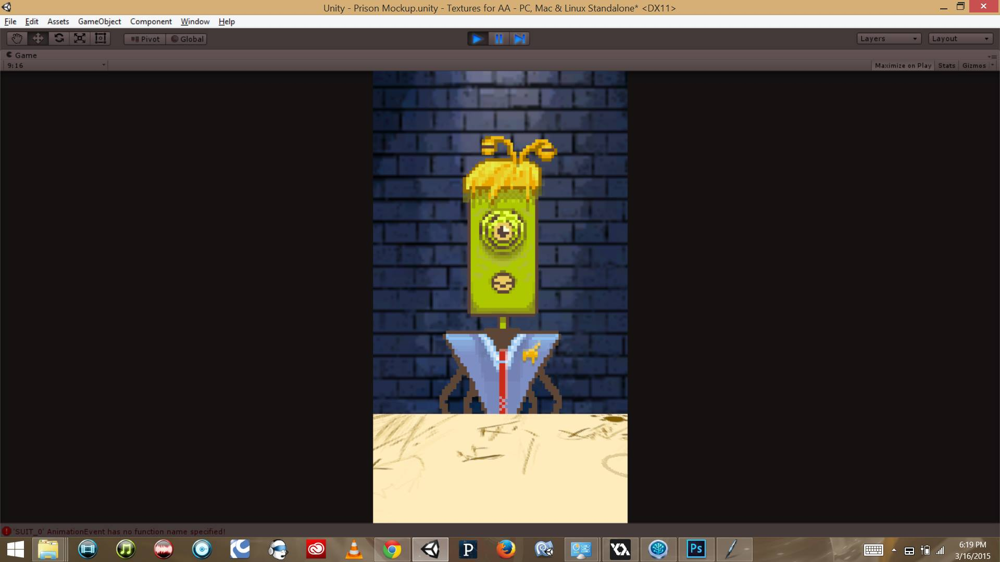 Unity - Prison Mockup.unity - Textures for AA - PC, Mac & Linux Standalone* <DX11>
File Edit Assets GameObject Component Window Help
Pivot Global Layers Layout
Game
9:16 Maximize on Play Stats Gizmos
'SUIT_0' AnimationEvent has no function name specified!
P Ps
6:19 PM
3/16/2015